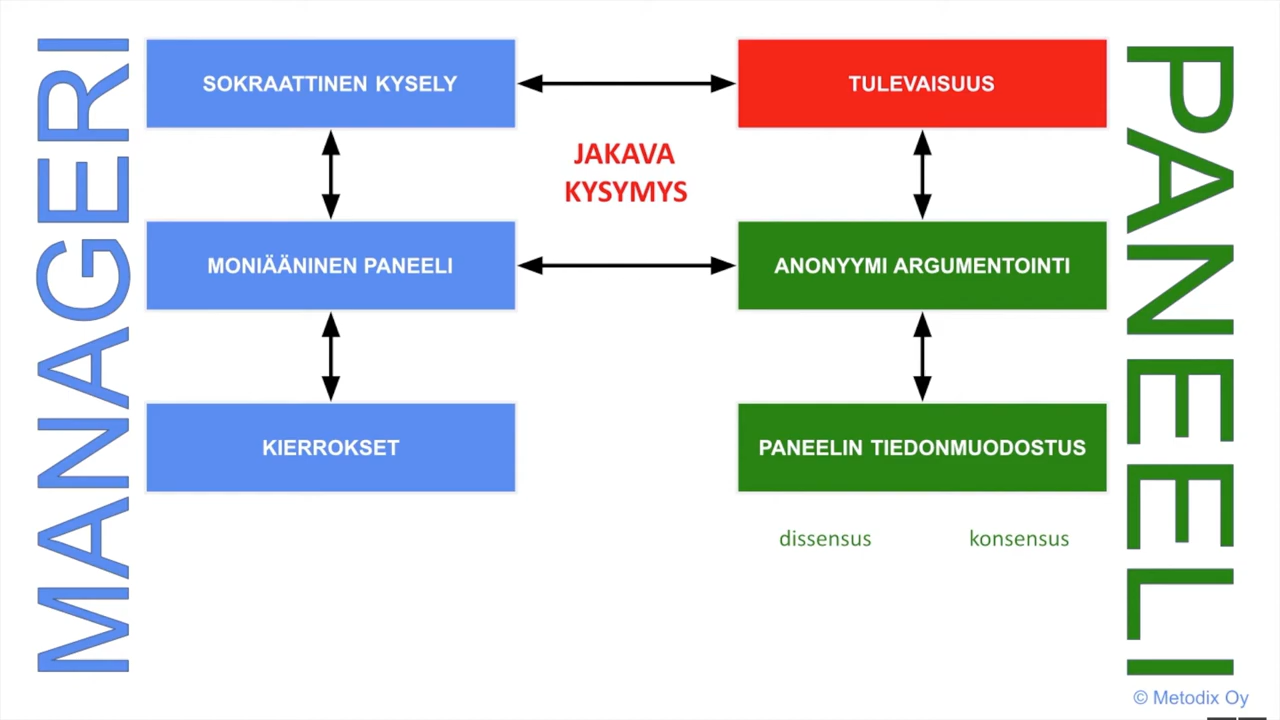 MANAGERI
SOKRAATTINEN KYSELY
TULEVAISUUS
JAKAVA
KYSYMYS
MONIÄÄNINEN PANEELI
ANONYYMI ARGUMENTOINTI
KIERROKSET
PANEELIN TIEDONMUODOSTUS
dissensus
konsensus
PANEELI
© Metodix Oy